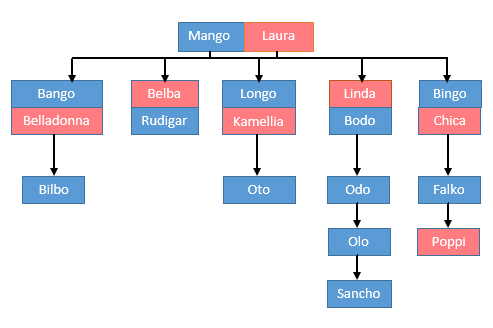 Mango Laura
Bango Belba Longo Linda Bingo
Belladonna Rudigar Kamellia Bodo Chica
Bilbo Oto Odo Falko
Olo Poppi
Sancho